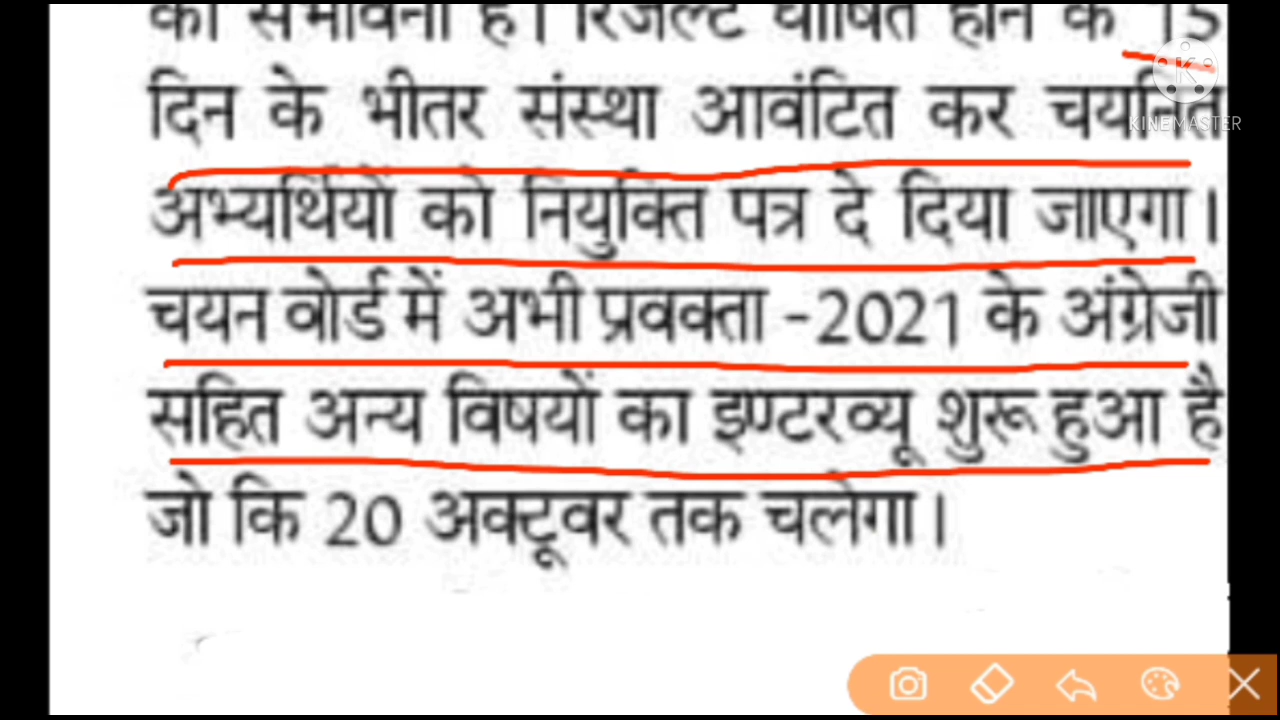 की संभावना है। रिजल्ट घोषित होने के 15
दिन के भीतर संस्था आवंटित कर चयनित
अभ्यर्थियों को नियुक्ति पत्र दे दिया जाएगा।
चयन बोर्ड में अभी प्रवक्ता -2021 के अंग्रेजी
सहित अन्य विषयों का इण्टरव्यू शुरू हुआ है
जो कि 20 अक्टूबर तक चलेगा।
K
KINEMASTER